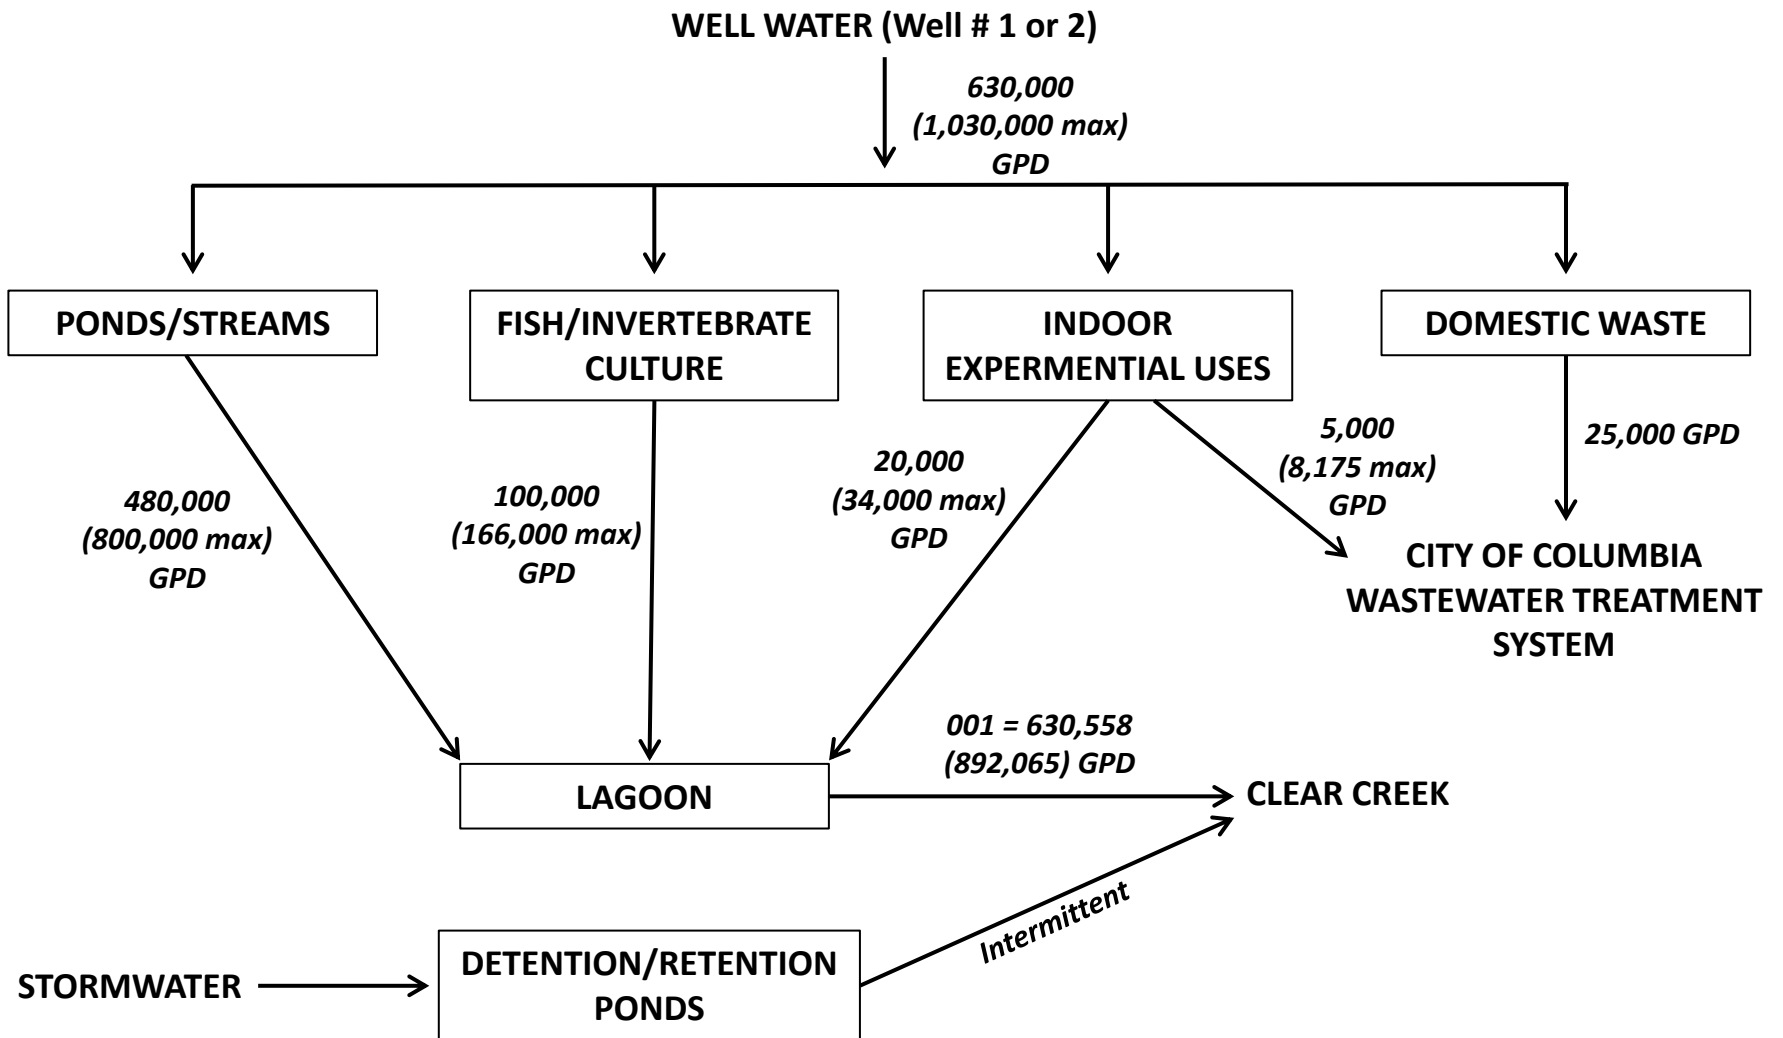 WELL WATER (Well # 1 or 2)
630,000
(1,030,000 max)
GPD
PONDS/STREAMS
FISH/INVERTEBRATE
CULTURE
INDOOR
EXPERMENTIAL USES
DOMESTIC WASTE
480,000
(800,000 max)
GPD
100,000
(166,000 max)
GPD
20,000
(34,000 max)
GPD
5,000
(8,175 max)
GPD
25,000 GPD
CITY OF COLUMBIA
WASTEWATER TREATMENT
SYSTEM
001 = 630,558
(892,065) GPD
LAGOON
CLEAR CREEK
Intermittent
STORMWATER
DETENTION/RETENTION
PONDS